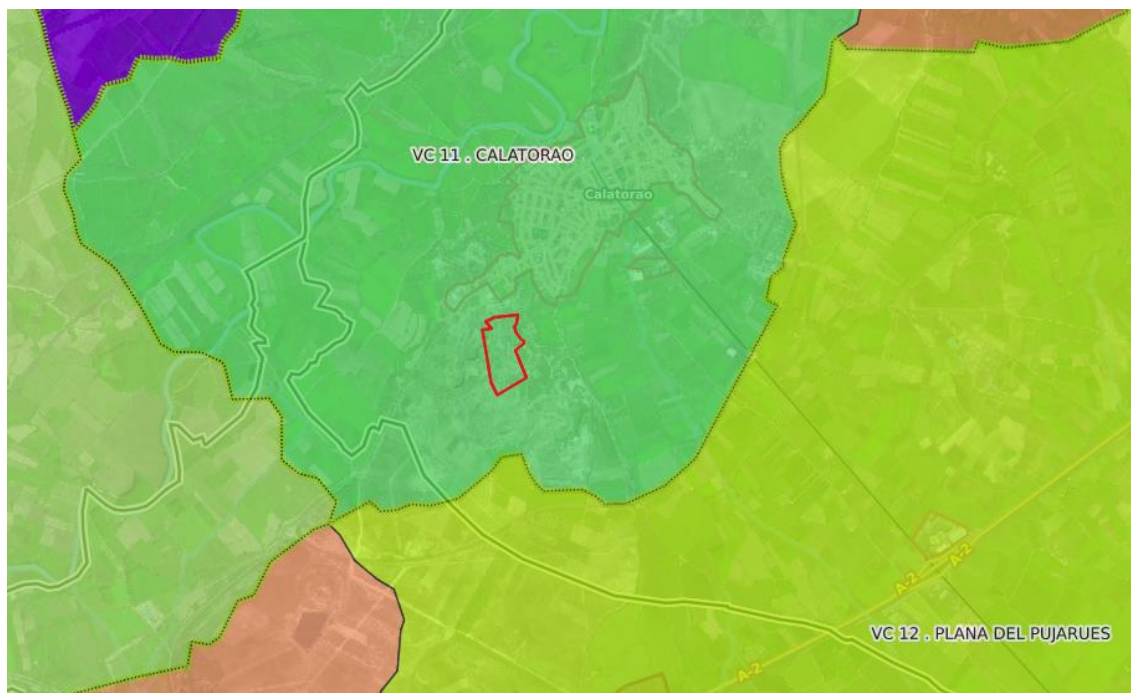 VC 11 . CALATORAO
Calatorao
A-2
A-2
VC 12 . PLANA DEL PUJARUES
A-2